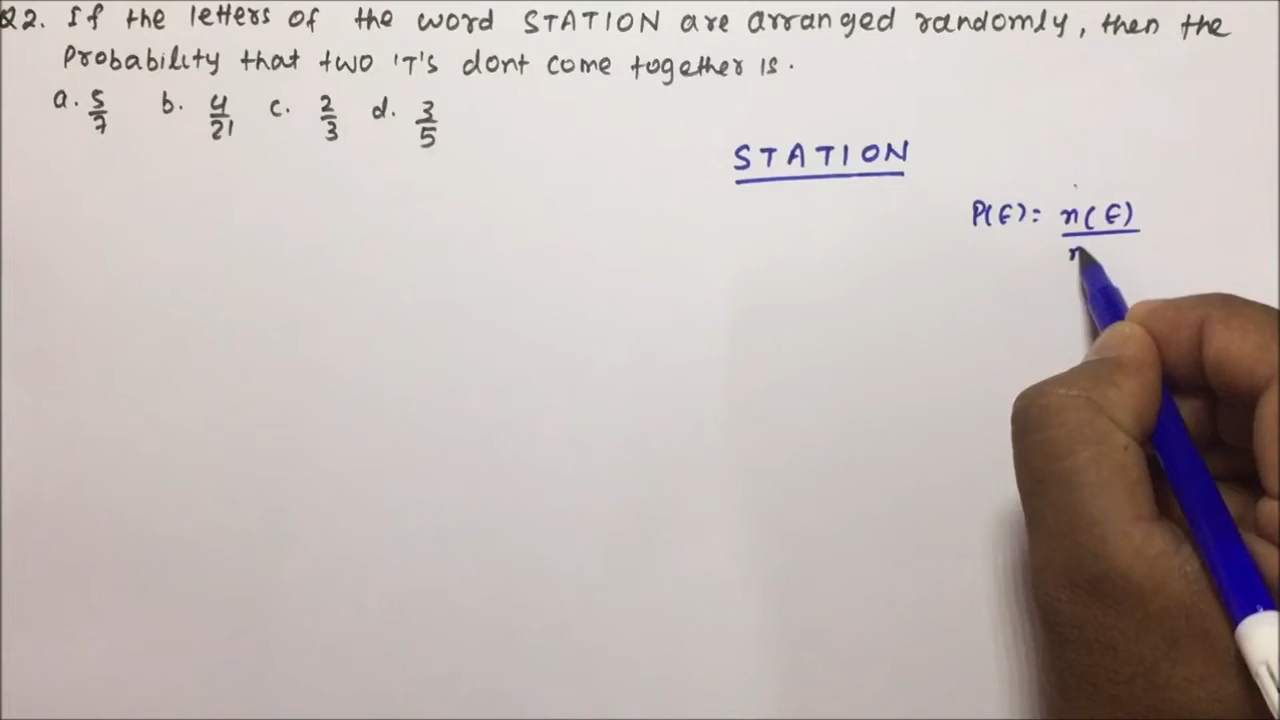 Q2. If the letters of the word STATION are arranged randomly, then the
Probability that two 'T's dont come together is.
a. 5/7 b. 4/21 c. 2/3 d. 3/5
STATION
P(E) = n(E)/n